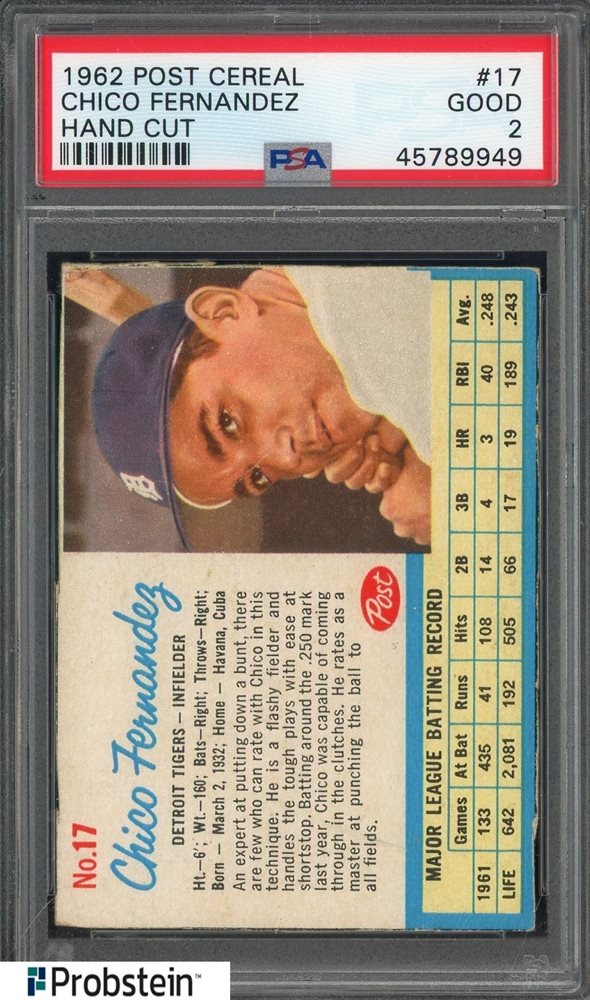 1962 POST CEREAL #17
CHICO FERNANDEZ GOOD
HAND CUT 2
PSA 45789949
No.17
Chico Fernandez
DETROIT TIGERS—INFIELDER
Ht.—6'; Wt.—160; Bats—Right; Throws—Right;
Born — March 2, 1932; Home — Havana, Cuba
An expert at putting down a bunt, there
are few who can rate with Chico in this
technique. He is a flashy fielder and
handles the tough plays with ease at
shortstop. Batting around the .250 mark
last year, Chico was capable of coming
through in the clutches. He rates as a
master at punching the ball to
all fields.
Post
MAJOR LEAGUE BATTING RECORD
Games At Bat Runs Hits 2B 3B HR RBI Avg.
1961 133 435 41 108 14 4 3 40 .248
LIFE 642 2,081 192 505 66 17 19 189 .243
Probstein™